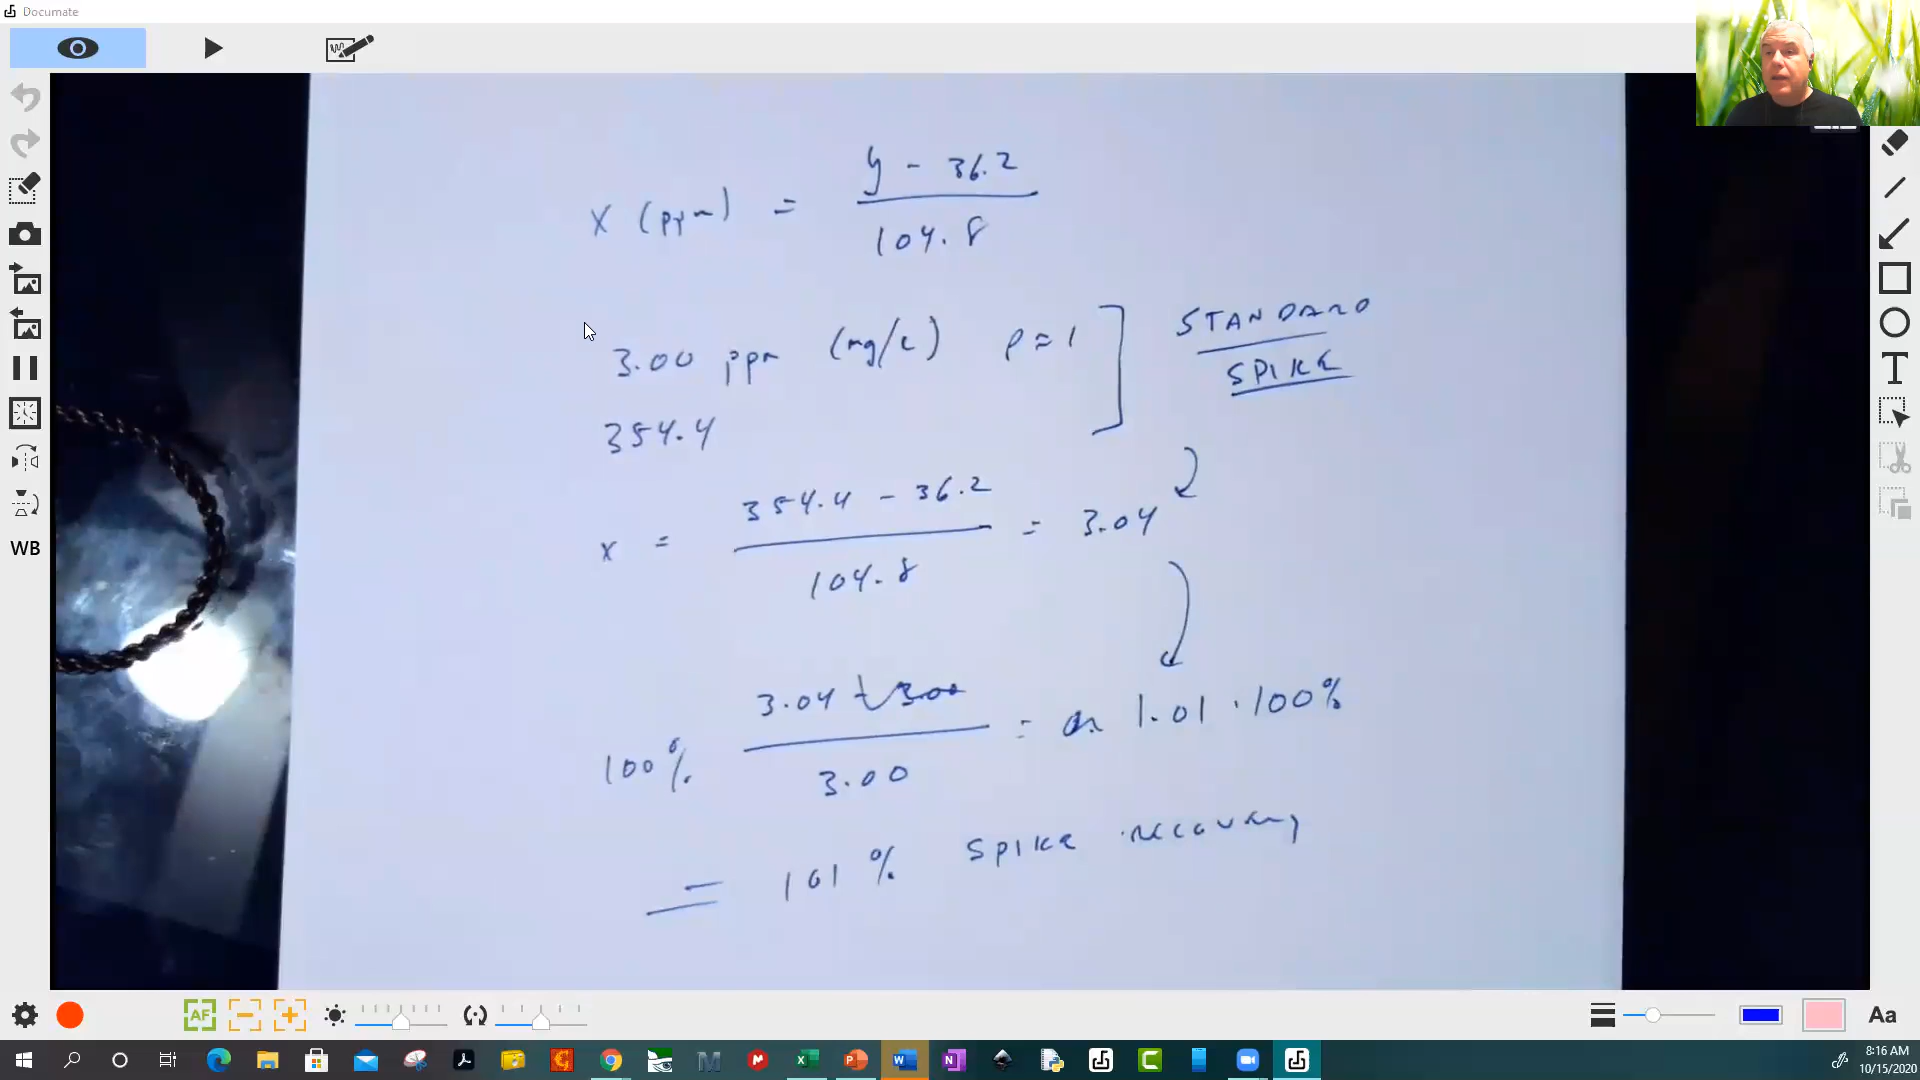 Documate
x (ppm) = y - 36.2 / 104.8
3.00 ppm (mg/L) ρ = 1 ] STANDARD
SPIKE
354.4
x = 354.4 - 36.2 / 104.8 = 3.04
100% 3.04 / 3.00 = 1.01 · 100%
= 101% SPIKE recovery
WB
T
AF
Aa
8:16 AM
10/15/2020